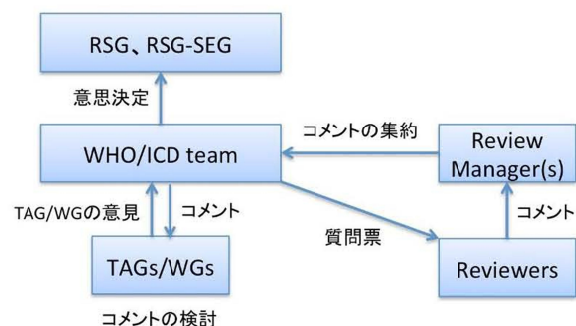 RSG、RSG-SEG
意思決定
WHO/ICD team
コメントの集約
Review
Manager(s)
TAG/WGの意見
コメント
質問票
コメント
TAGs/WGs
Reviewers
コメントの検討